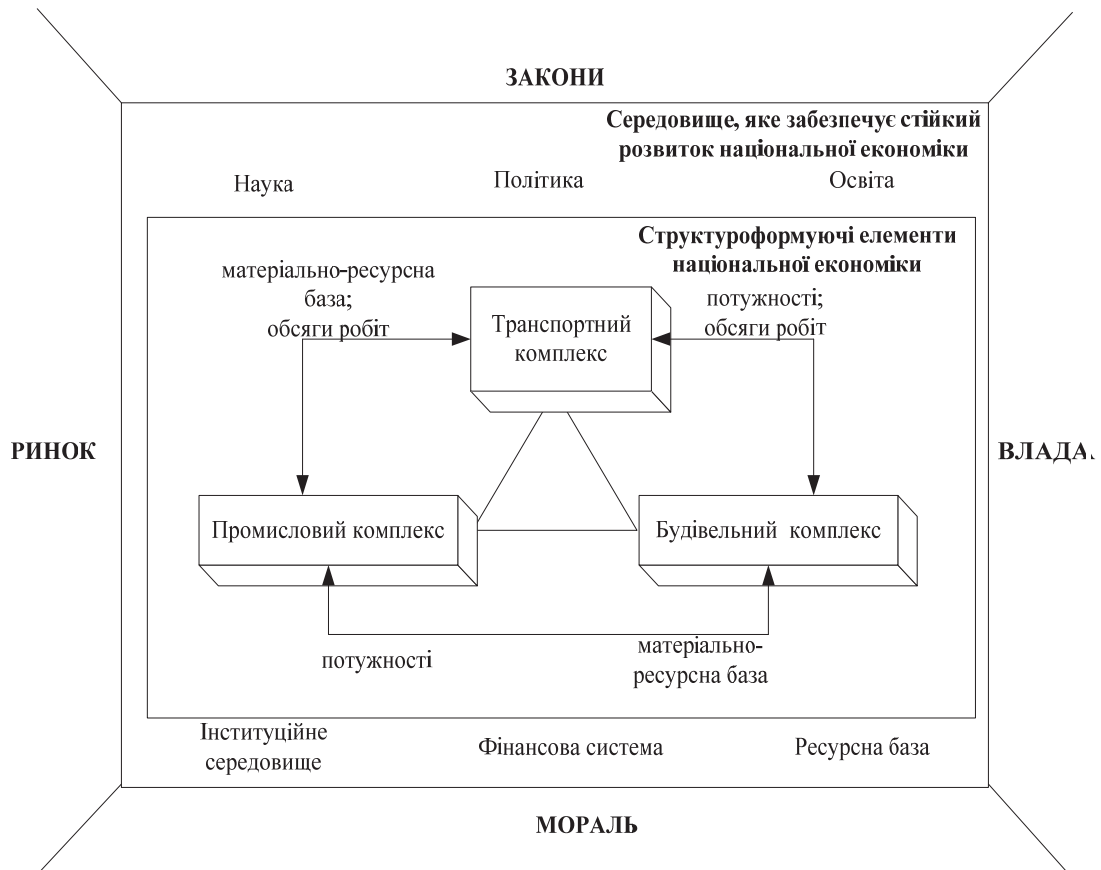 ЗАКОНИ
Середовище, яке забезпечує стійкий
розвиток національної економіки
Наука
Політика
Освіта
Структуроформуючі елементи
національної економіки
матеріально-ресурсна
база;
обсяги робіт
Транспортний
комплекс
потужності;
обсяги робіт
РИНОК
ВЛАДА
Промисловий комплекс
Будівельний комплекс
потужності
матеріально-
ресурсна база
Інституційне
середовище
Фінансова система
Ресурсна база
МОРАЛЬ